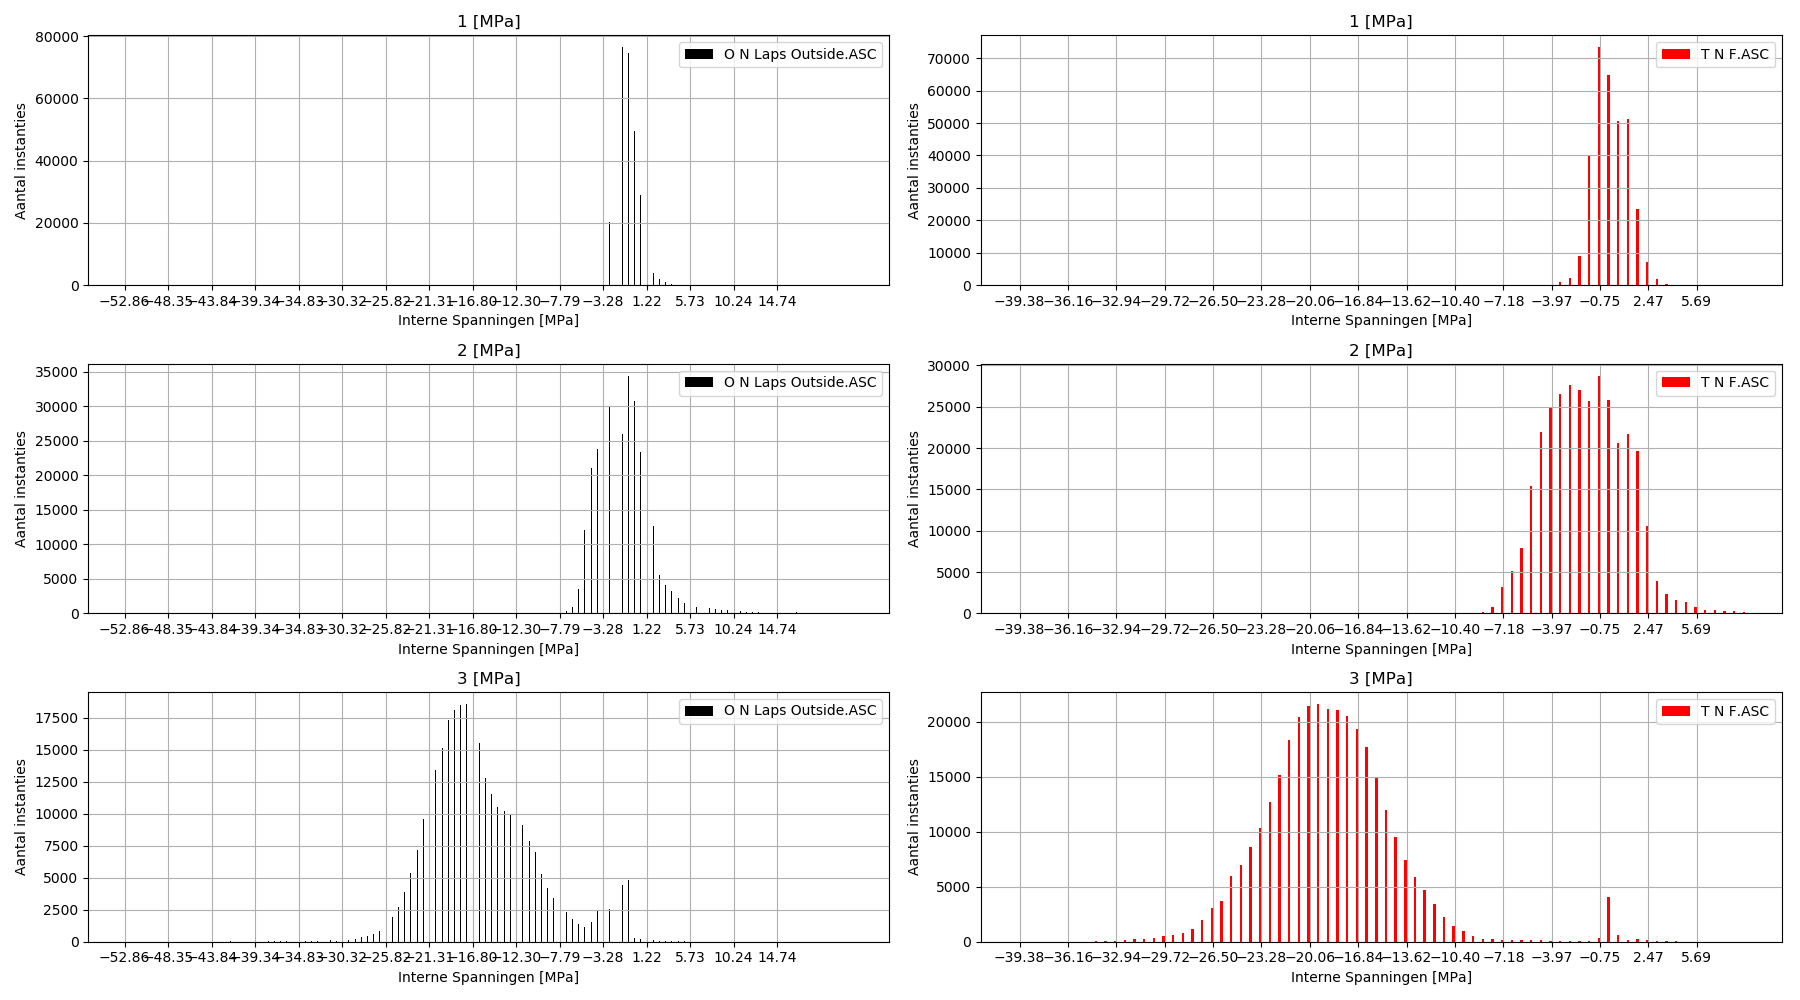 1 [MPa]
Aantal instanties
80000
60000
40000
20000
0
O N Laps Outside.ASC
−52.86 −48.35 −43.84 −39.34 −34.83 −30.32 −25.82 −21.31 −16.80 −12.30 −7.79 −3.28 1.22 5.73 10.24 14.74
Interne Spanningen [MPa]
1 [MPa]
Aantal instanties
70000
60000
50000
40000
30000
20000
10000
0
T N F.ASC
−39.38 −36.16 −32.94 −29.72 −26.50 −23.28 −20.06 −16.84 −13.62 −10.40 −7.18 −3.97 −0.75 2.47 5.69
Interne Spanningen [MPa]
2 [MPa]
Aantal instanties
35000
30000
25000
20000
15000
10000
5000
0
O N Laps Outside.ASC
−52.86 −48.35 −43.84 −39.34 −34.83 −30.32 −25.82 −21.31 −16.80 −12.30 −7.79 −3.28 1.22 5.73 10.24 14.74
Interne Spanningen [MPa]
2 [MPa]
Aantal instanties
30000
25000
20000
15000
10000
5000
0
T N F.ASC
−39.38 −36.16 −32.94 −29.72 −26.50 −23.28 −20.06 −16.84 −13.62 −10.40 −7.18 −3.97 −0.75 2.47 5.69
Interne Spanningen [MPa]
3 [MPa]
Aantal instanties
17500
15000
12500
10000
7500
5000
2500
0
O N Laps Outside.ASC
−52.86 −48.35 −43.84 −39.34 −34.83 −30.32 −25.82 −21.31 −16.80 −12.30 −7.79 −3.28 1.22 5.73 10.24 14.74
Interne Spanningen [MPa]
3 [MPa]
Aantal instanties
20000
15000
10000
5000
0
T N F.ASC
−39.38 −36.16 −32.94 −29.72 −26.50 −23.28 −20.06 −16.84 −13.62 −10.40 −7.18 −3.97 −0.75 2.47 5.69
Interne Spanningen [MPa]